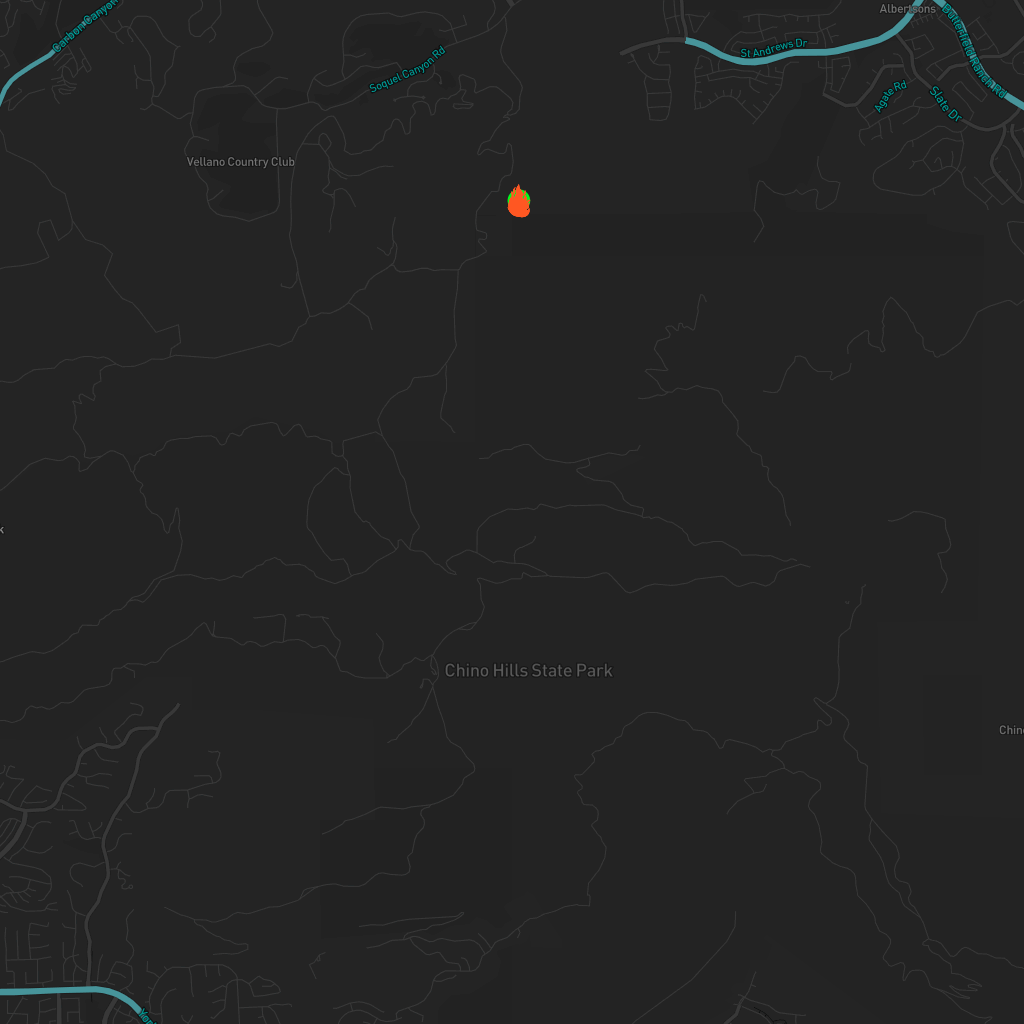 Albertsons
Carbon Canyon
Butterfield Ranch Rd
St Andrews Dr
Soquel Canyon Rd
Agate Rd
Slate Dr
Vellano Country Club
k
Chino Hills State Park
Chino